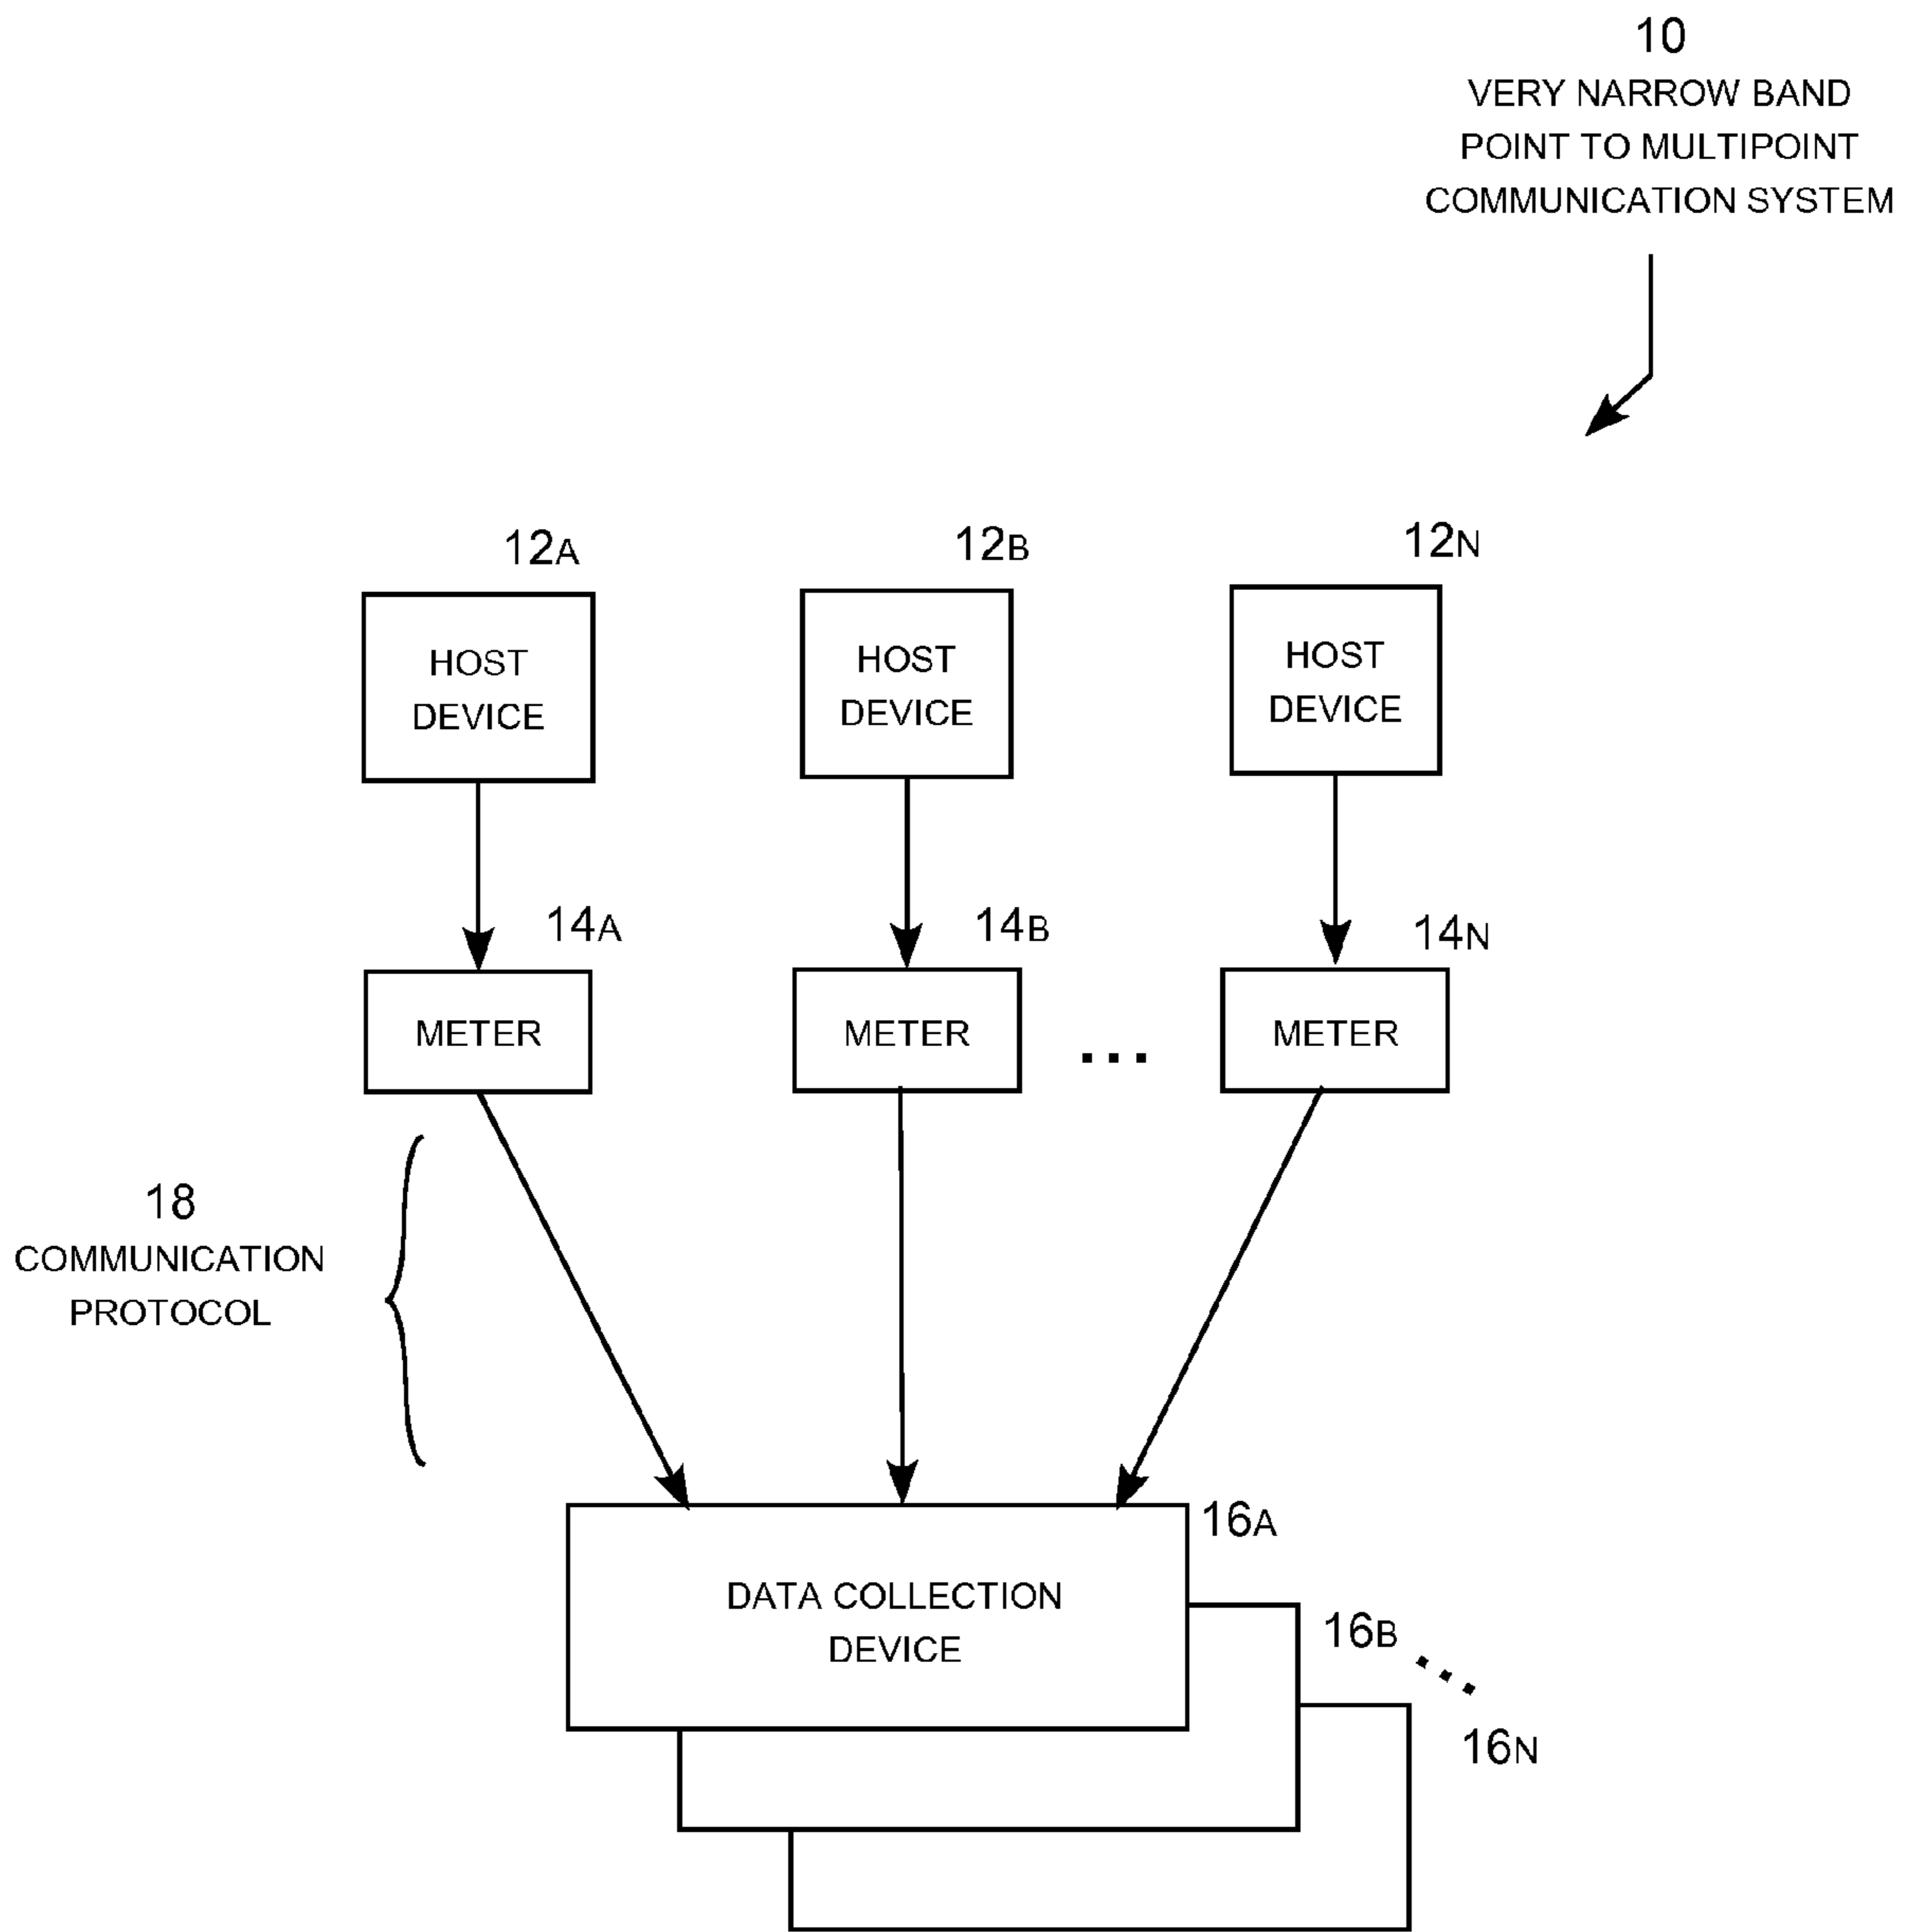 10
VERY NARROW BAND
POINT TO MULTIPOINT
COMMUNICATION SYSTEM
12A
12B
12N
HOST
DEVICE
HOST
DEVICE
HOST
DEVICE
14A
14B
14N
METER
METER
...
METER
18
COMMUNICATION
PROTOCOL
16A
DATA COLLECTION
DEVICE
16B
...
16N